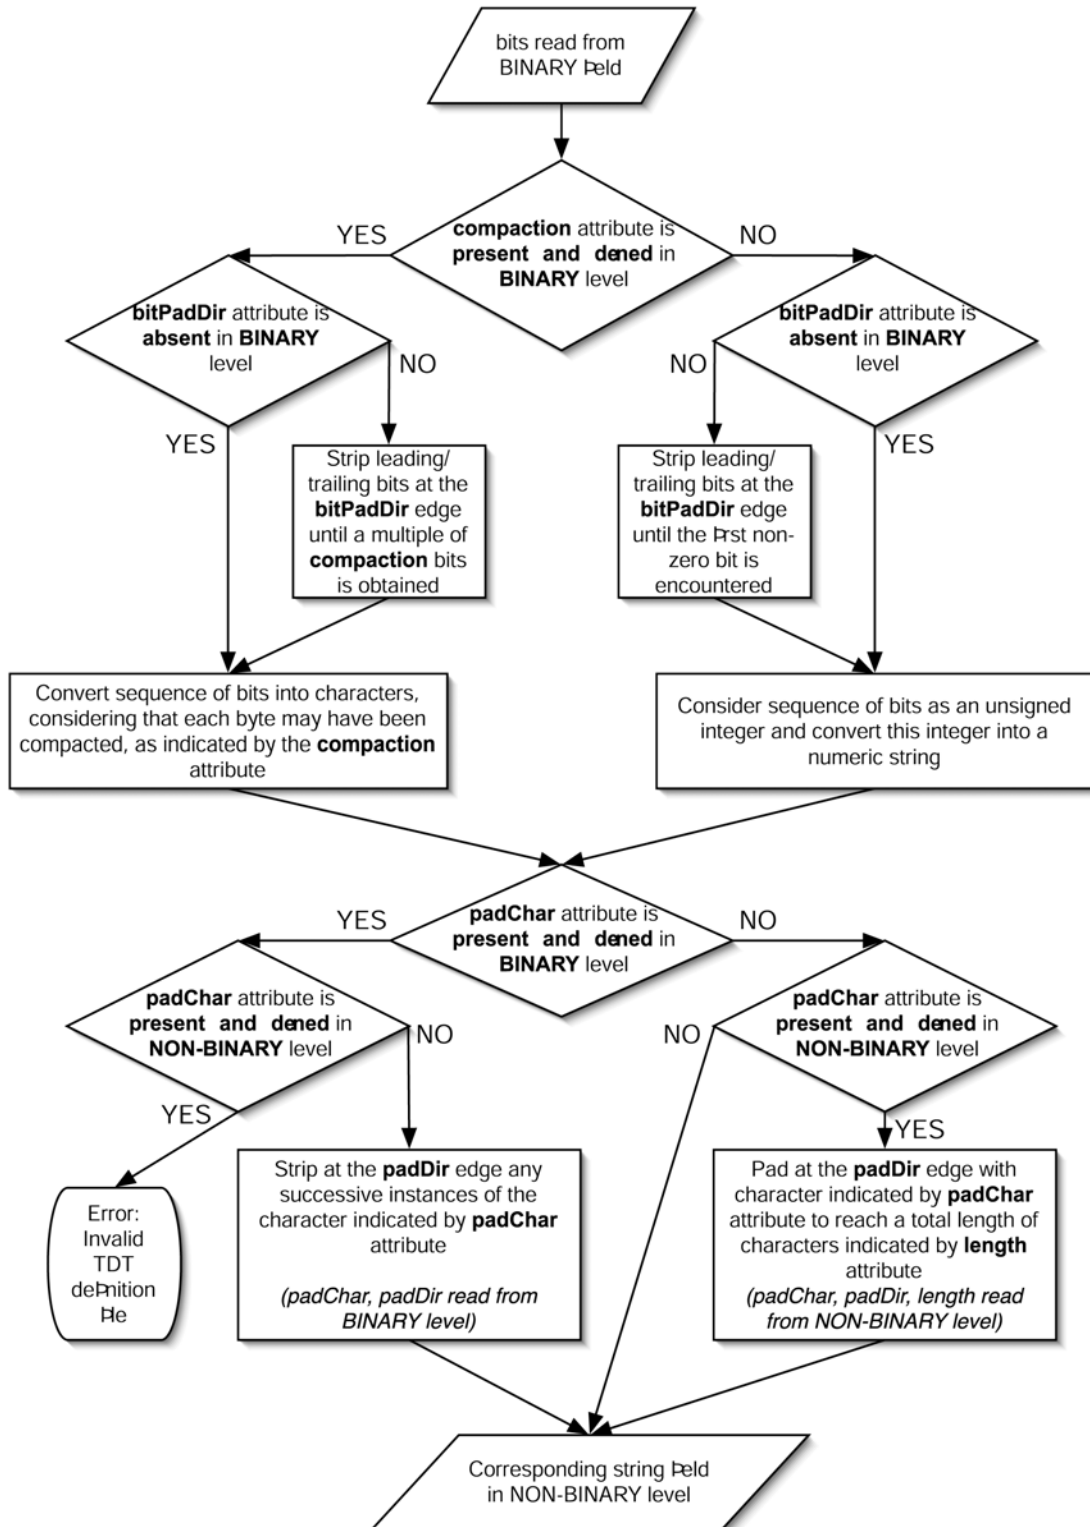 bits read from
BINARY Þeld
compaction attribute is
present and dened in
BINARY level
YES
NO
bitPadDir attribute is
absent in BINARY
level
bitPadDir attribute is
absent in BINARY
level
NO
NO
YES
YES
Strip leading/
trailing bits at the
bitPadDir edge
until a multiple of
compaction bits
is obtained
Strip leading/
trailing bits at the
bitPadDir edge
until the Þrst non-
zero bit is
encountered
Convert sequence of bits into characters,
considering that each byte may have been
compacted, as indicated by the compaction
attribute
Consider sequence of bits as an unsigned
integer and convert this integer into a
numeric string
padChar attribute is
present and dened in
BINARY level
YES
NO
padChar attribute is
present and dened in
NON-BINARY level
padChar attribute is
present and dened in
NON-BINARY level
NO
NO
YES
YES
Error:
Invalid
TDT
deÞnition
Þle
Strip at the padDir edge any
successive instances of the
character indicated by padChar
attribute
(padChar, padDir read from
BINARY level)
Pad at the padDir edge with
character indicated by padChar
attribute to reach a total length of
characters indicated by length
attribute
(padChar, padDir, length read
from NON-BINARY level)
Corresponding string Þeld
in NON-BINARY level